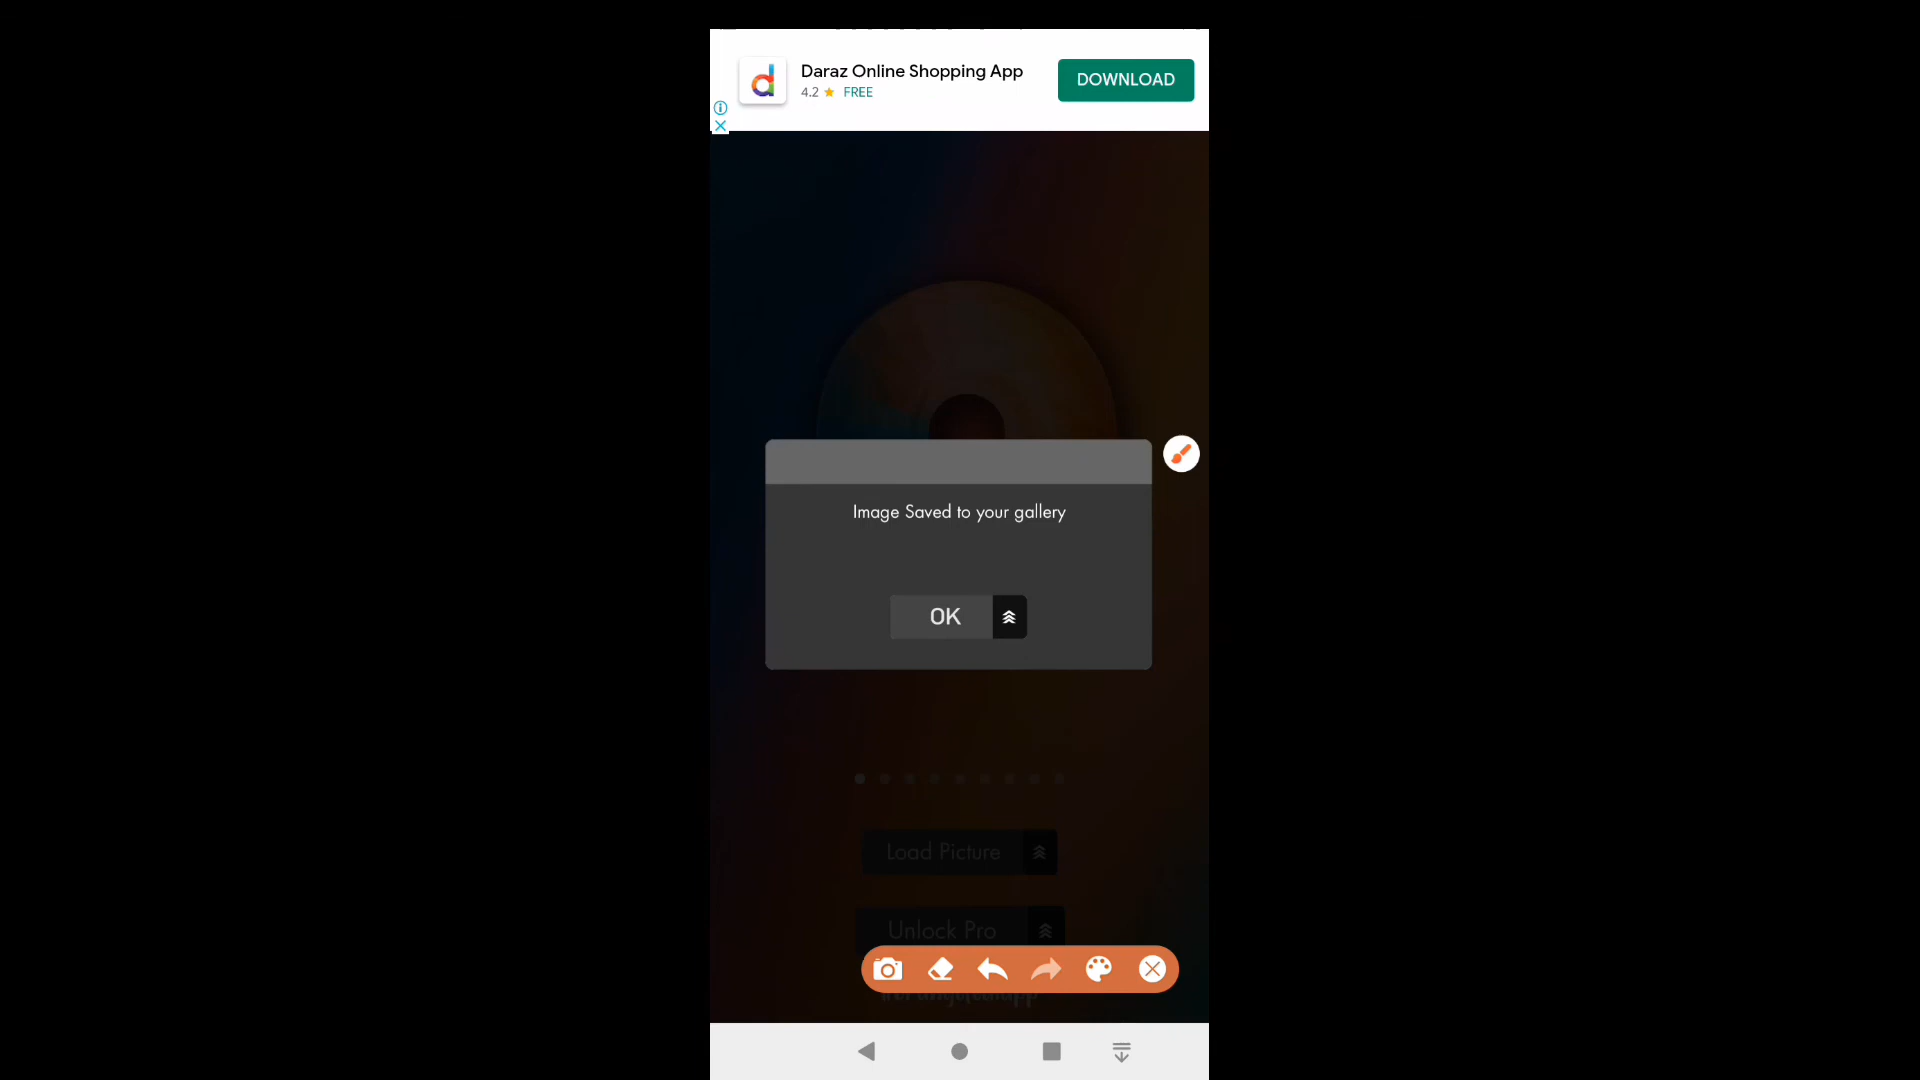 Daraz Online Shopping App
DOWNLOAD
4.2 FREE
Image Saved to your gallery
OK
Load Picture
Unlock Pro